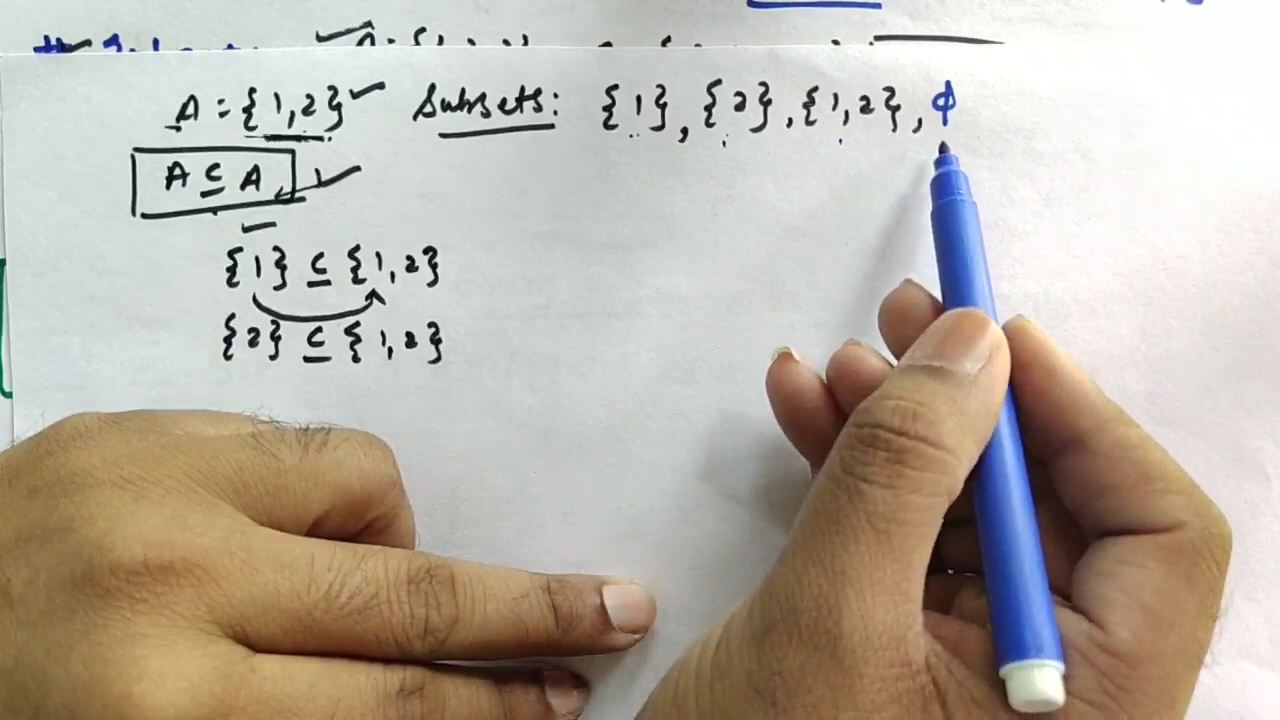 A = {1,2} ✓ Subsets: {1}, {2}, {1,2}, ϕ
A ⊆ A ✓
{1} ⊆ {1,2}
{2} ⊆ {1,2}